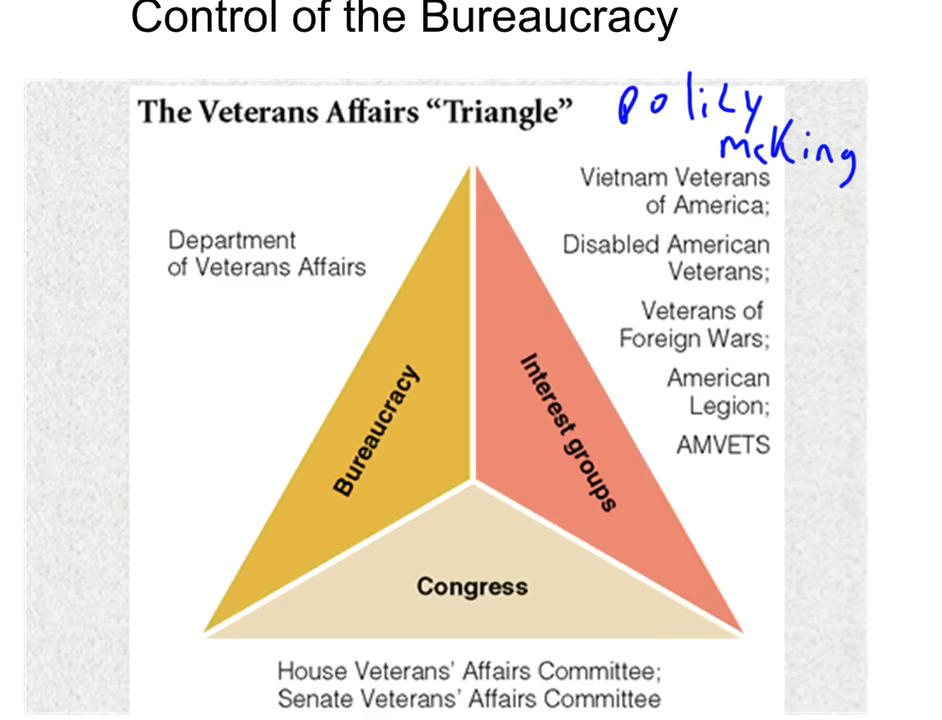 Control of the Bureaucracy
The Veterans Affairs “Triangle”
policy
making
Department
of Veterans Affairs
Vietnam Veterans
of America;
Disabled American
Veterans;
Veterans of
Foreign Wars;
American
Legion;
AMVETS
Bureaucracy
Interest groups
Congress
House Veterans’ Affairs Committee;
Senate Veterans’ Affairs Committee